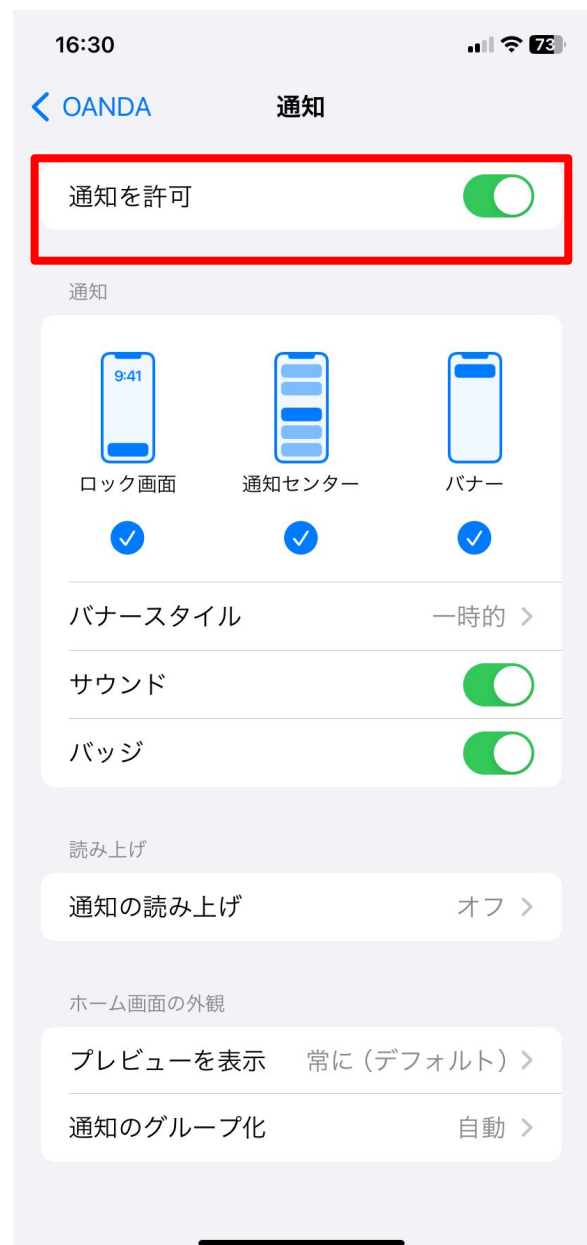 16:30 73
OANDA 通知
通知を許可
通知
9:41
ロック画面 通知センター バナー
バナースタイル 一時的
サウンド
バッジ
読み上げ
通知の読み上げ オフ
ホーム画面の外観
プレビューを表示 常に（デフォルト）
通知のグループ化 自動